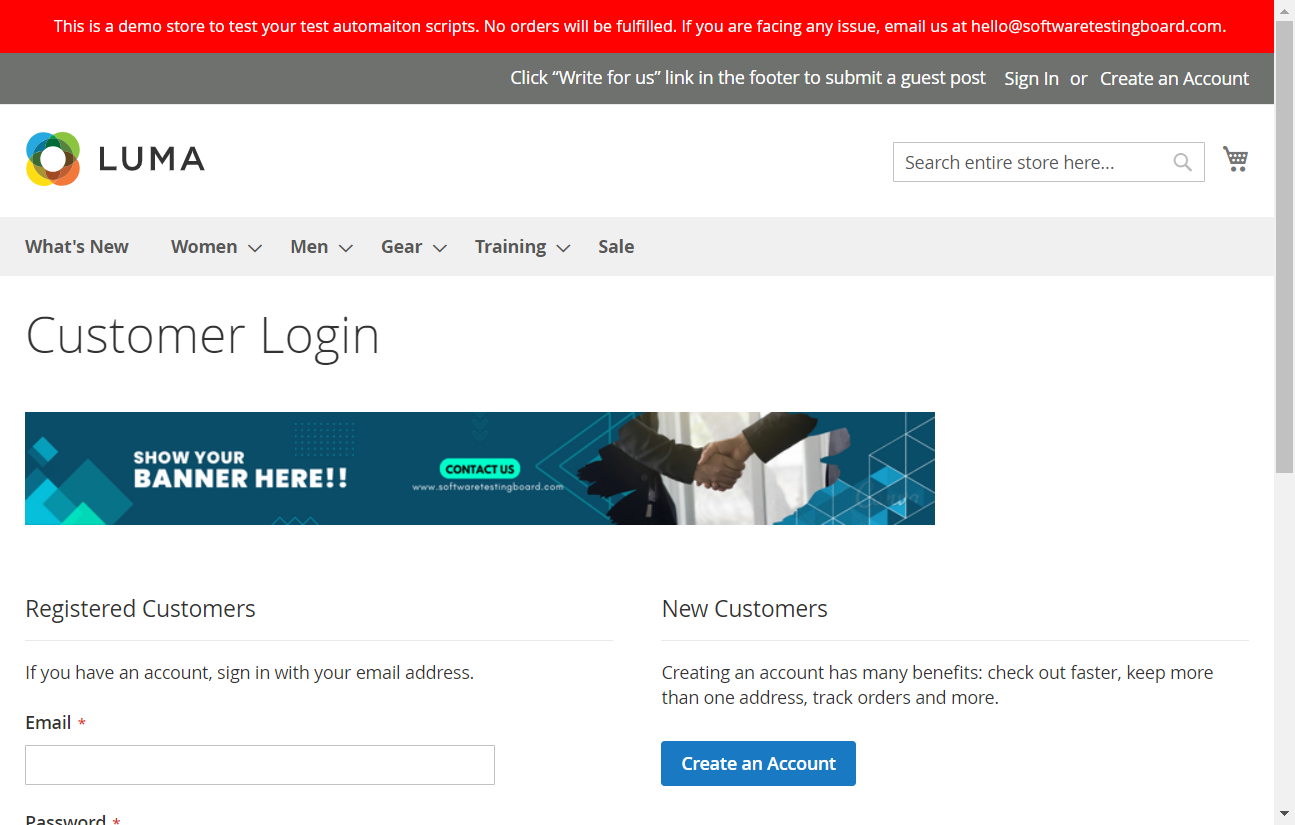 This is a demo store to test your test automaiton scripts. No orders will be fulfilled. If you are facing any issue, email us at hello@softwaretestingboard.com.
Click “Write for us” link in the footer to submit a guest post Sign In or Create an Account
LUMA
Search entire store here...
What's New Women Men Gear Training Sale
Customer Login
SHOW YOUR
BANNER HERE!!
CONTACT US
www.softwaretestingboard.com
Registered Customers
If you have an account, sign in with your email address.
Email *
Password *
New Customers
Creating an account has many benefits: check out faster, keep more
than one address, track orders and more.
Create an Account